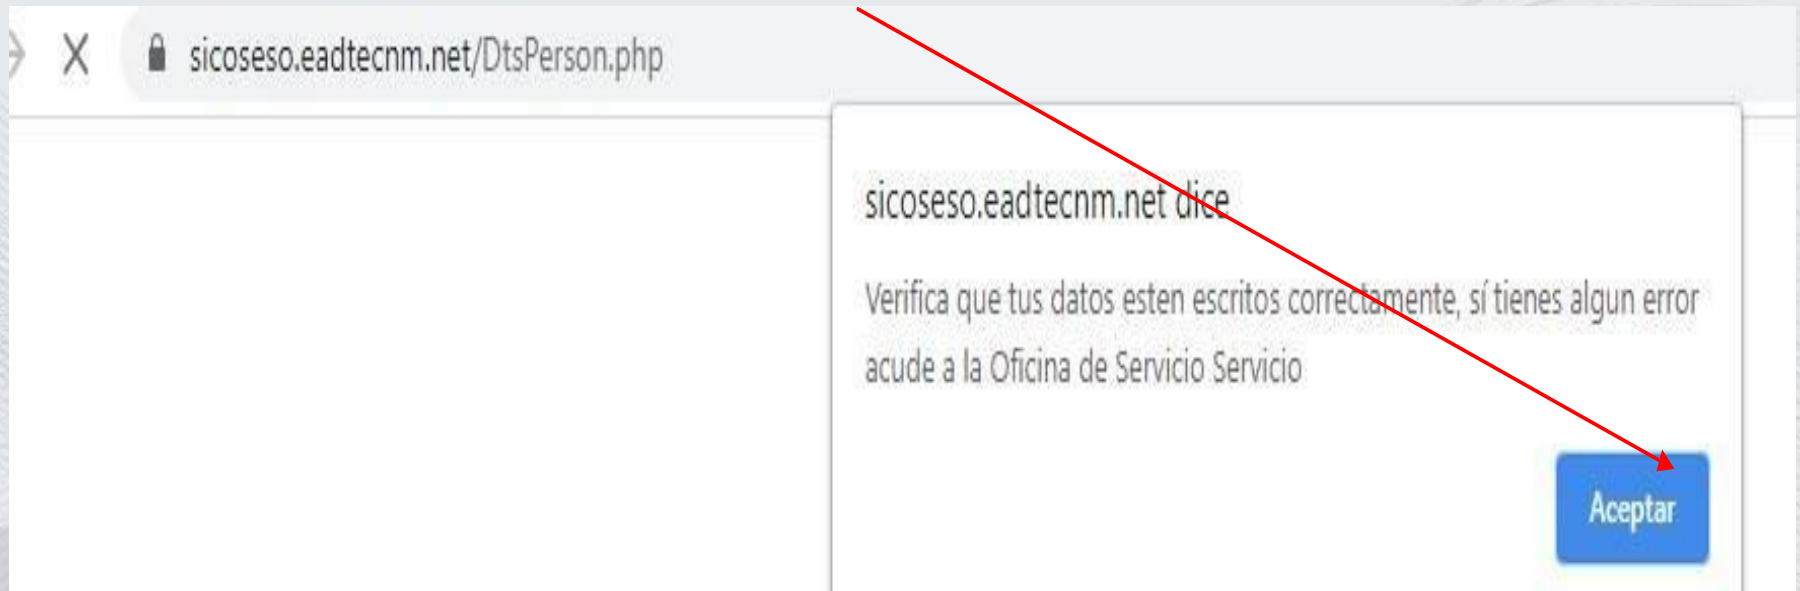 sicoseso.eadtecnm.net/DtsPerson.php
sicoseso.eadtecnm.net dice
Verifica que tus datos esten escritos correctamente, sí tienes algun error
acude a la Oficina de Servicio Servicio
Aceptar